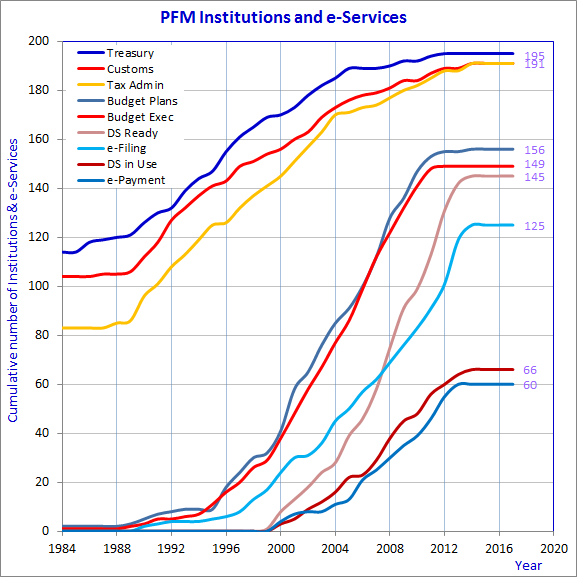 PFM Institutions and e-Services
Cumulative number of Institutions & e-Services
200
180
160
140
120
100
80
60
40
20
0
Treasury
Customs
Tax Admin
Budget Plans
Budget Exec
DS Ready
e-Filing
DS in Use
e-Payment
195
191
156
149
145
125
66
60
1984 1988 1992 1996 2000 2004 2008 2012 2016 2020
Year